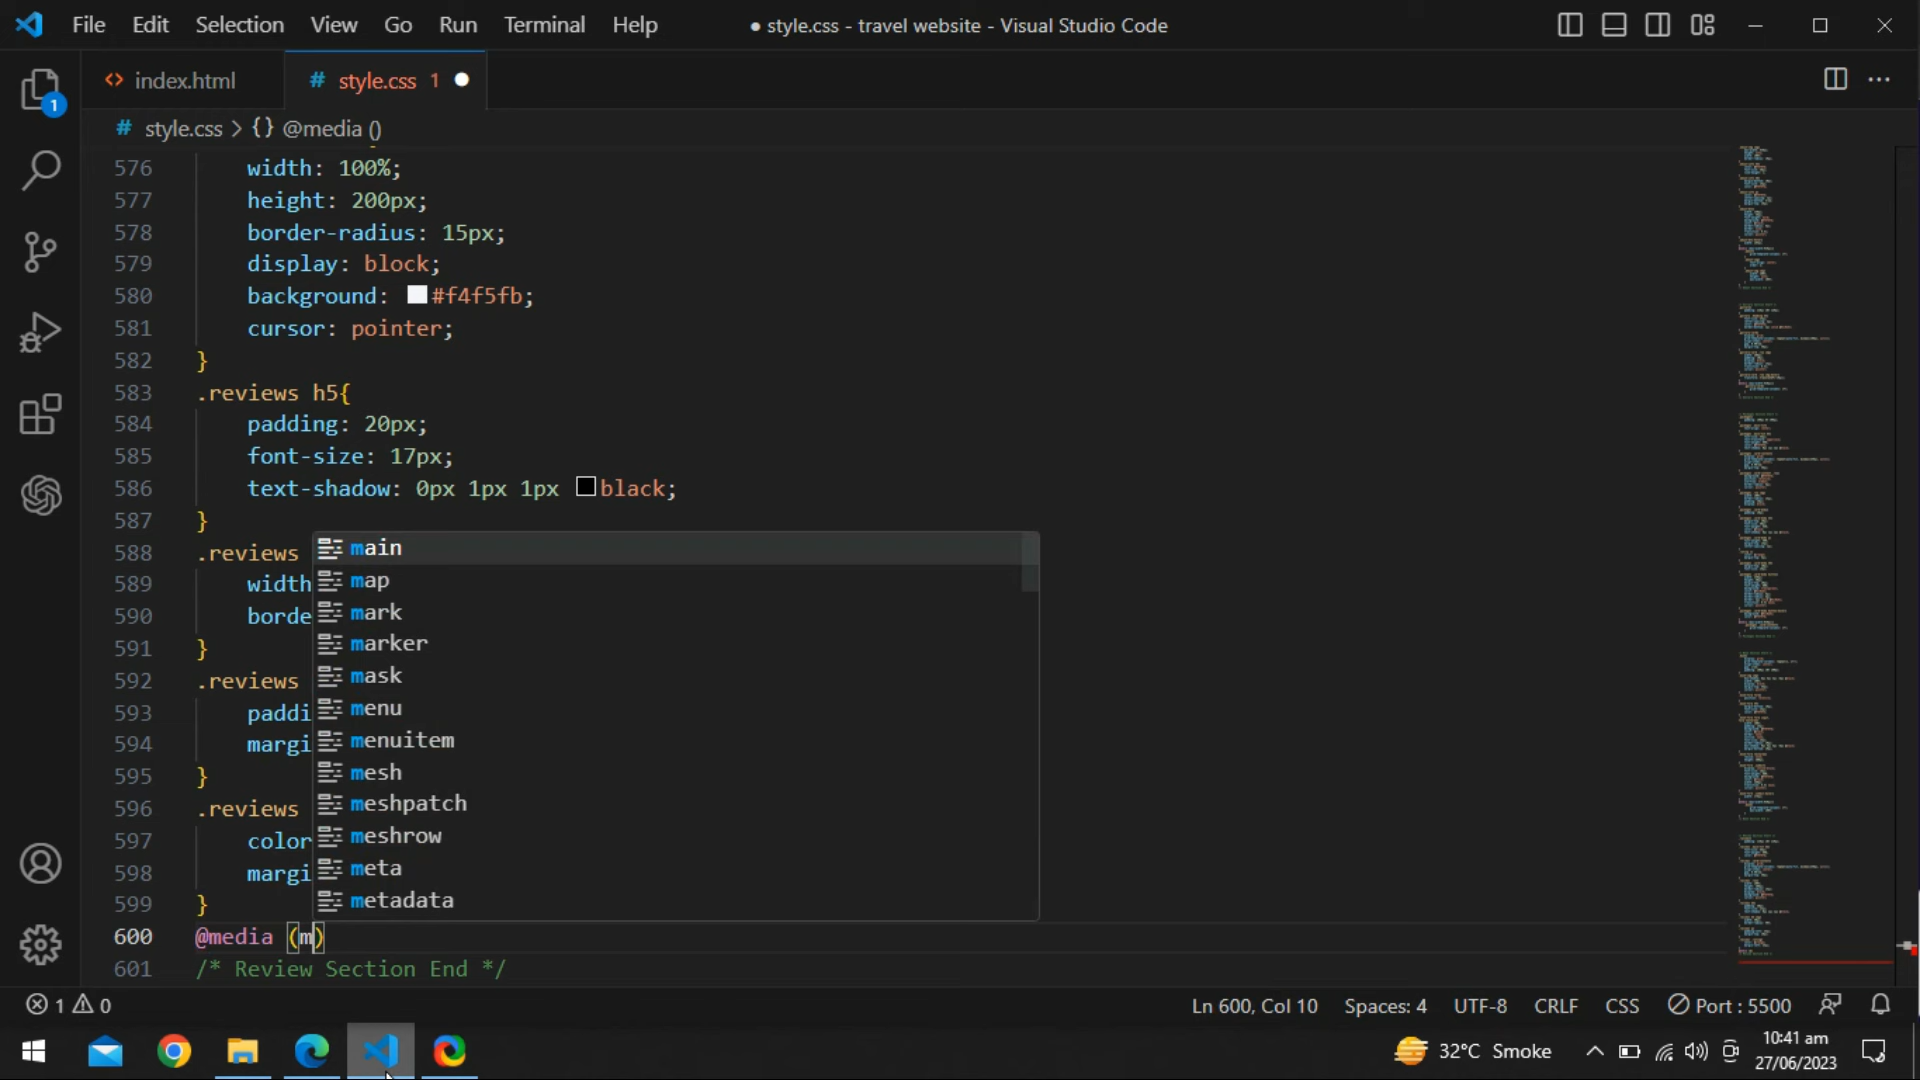 File Edit Selection View Go Run Terminal Help ● style.css - travel website - Visual Studio Code
index.html # style.css 1
# style.css > {} @media ()
576 width: 100%;
577 height: 200px;
578 border-radius: 15px;
579 display: block;
580 background: #f4f5fb;
581 cursor: pointer;
582 }
583 .reviews h5{
584 padding: 20px;
585 font-size: 17px;
586 text-shadow: 0px 1px 1px black;
587 }
588 .reviews main
589 width map
590 borde mark
591 } marker
592 .reviews mask
593 paddi menu
594 margi menuitem
595 } mesh
596 .reviews meshpatch
597 color meshrow
598 margi meta
599 } metadata
600 @media (m)
601 /* Review Section End */
1 0 Ln 600, Col 10 Spaces: 4 UTF-8 CRLF CSS Port : 5500
32°C Smoke 10:41 am
27/06/2023